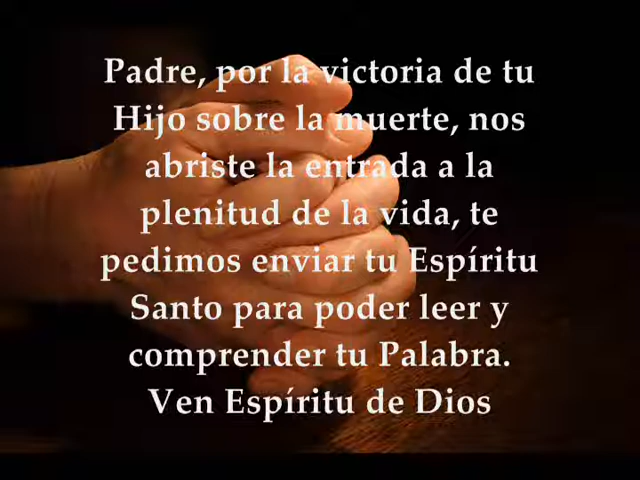 Padre, por la victoria de tu
Hijo sobre la muerte, nos
abriste la entrada a la
plenitud de la vida, te
pedimos enviar tu Espíritu
Santo para poder leer y
comprender tu Palabra.
Ven Espíritu de Dios